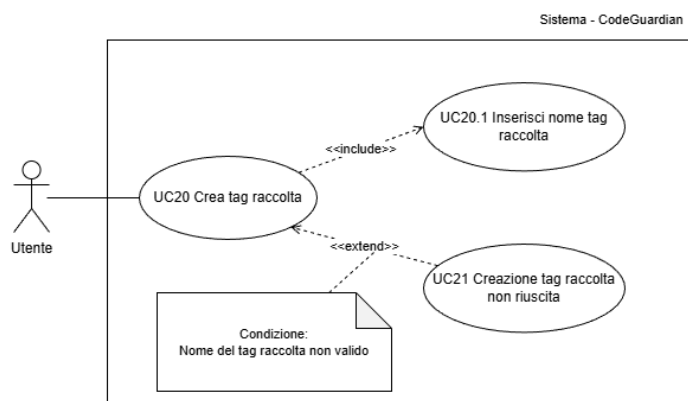 Sistema - CodeGuardian
UC20.1 Inserisci nome tag
raccolta
<<include>>
UC20 Crea tag raccolta
Utente
<<extend>>
UC21 Creazione tag raccolta
non riuscita
Condizione:
Nome del tag raccolta non valido